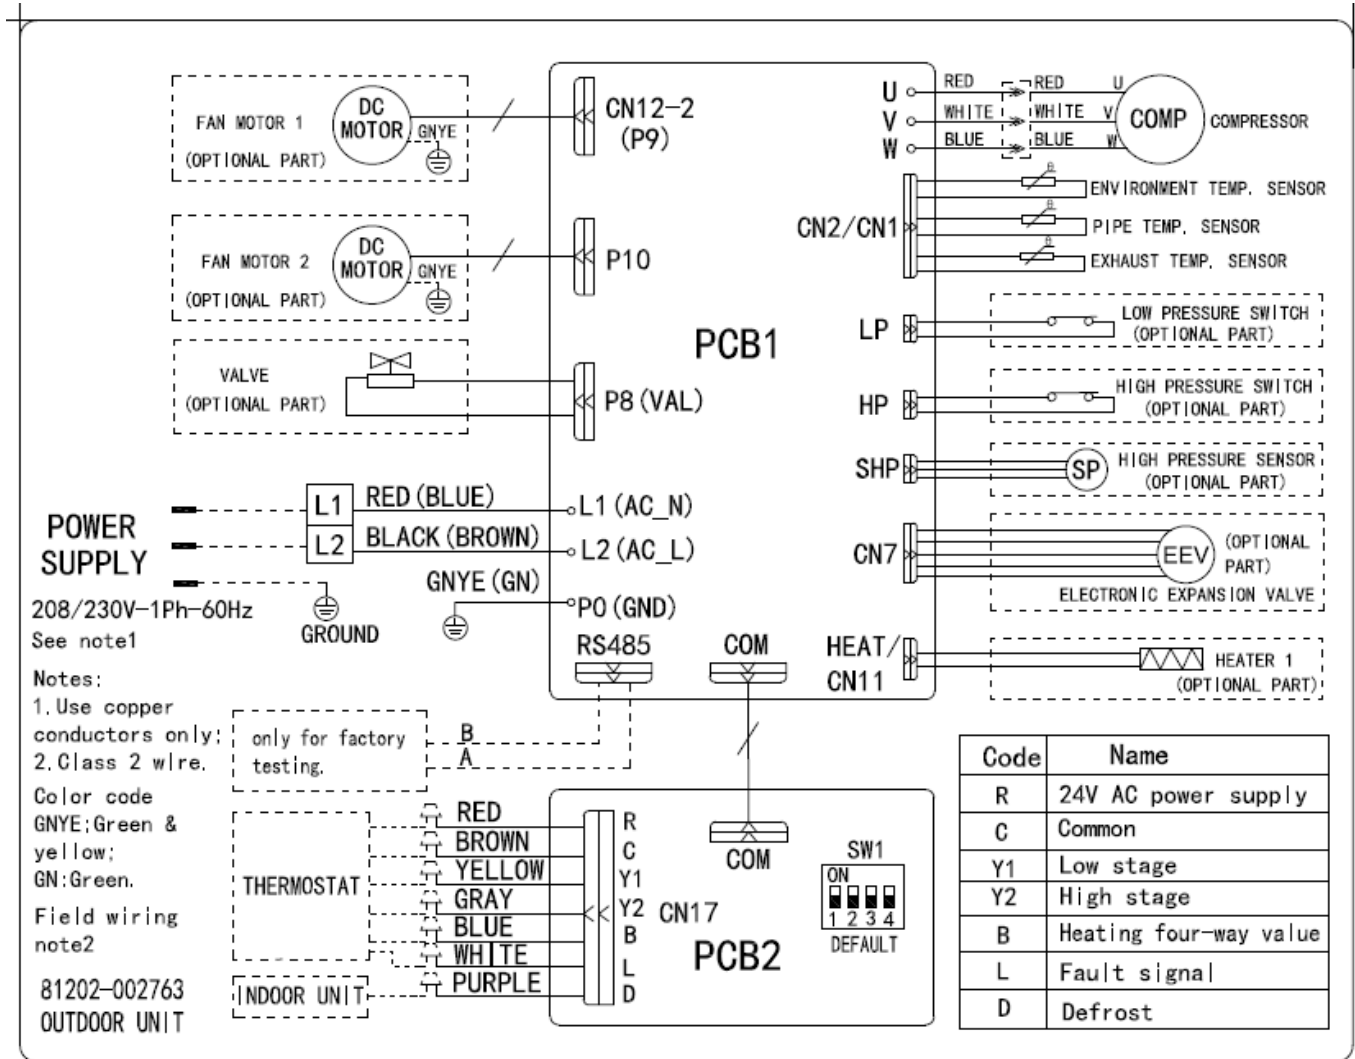 FAN MOTOR 1
(OPTIONAL PART)
DC
MOTOR
GNYE
CN12-2
(P9)
FAN MOTOR 2
(OPTIONAL PART)
DC
MOTOR
GNYE
P10
VALVE
(OPTIONAL PART)
P8(VAL)
PCB1
U
V
W
RED
WHITE
BLUE
RED
WHITE
BLUE
U
V
W
COMP
COMPRESSOR
CN2/CN1
θ
ENVIRONMENT TEMP. SENSOR
θ
PIPE TEMP. SENSOR
θ
EXHAUST TEMP. SENSOR
LP
LOW PRESSURE SWITCH
(OPTIONAL PART)
HP
HIGH PRESSURE SWITCH
(OPTIONAL PART)
SHP
SP
HIGH PRESSURE SENSOR
(OPTIONAL PART)
CN7
EEV
(OPTIONAL
PART)
ELECTRONIC EXPANSION VALVE
HEAT/
CN11
HEATER 1
(OPTIONAL PART)
POWER
SUPPLY
208/230V-1Ph-60Hz
See note1
L1
L2
RED(BLUE)
BLACK(BROWN)
GNYE(GN)
GROUND
L1(AC_N)
L2(AC_L)
P0(GND)
RS485
COM
Notes:
1.Use copper
conductors only;
2.Class 2 wire.
Color code
GNYE:Green &
yellow;
GN:Green.
Field wiring
note2
81202-002763
OUTDOOR UNIT
only for factory
testing.
B
A
THERMOSTAT
INDOOR UNIT
RED
BROWN
YELLOW
GRAY
BLUE
WHITE
PURPLE
R
C
Y1
Y2
B
L
D
CN17
COM
SW1
ON
1 2 3 4
DEFAULT
PCB2
Code Name
R 24V AC power supply
C Common
Y1 Low stage
Y2 High stage
B Heating four-way value
L Fault signal
D Defrost